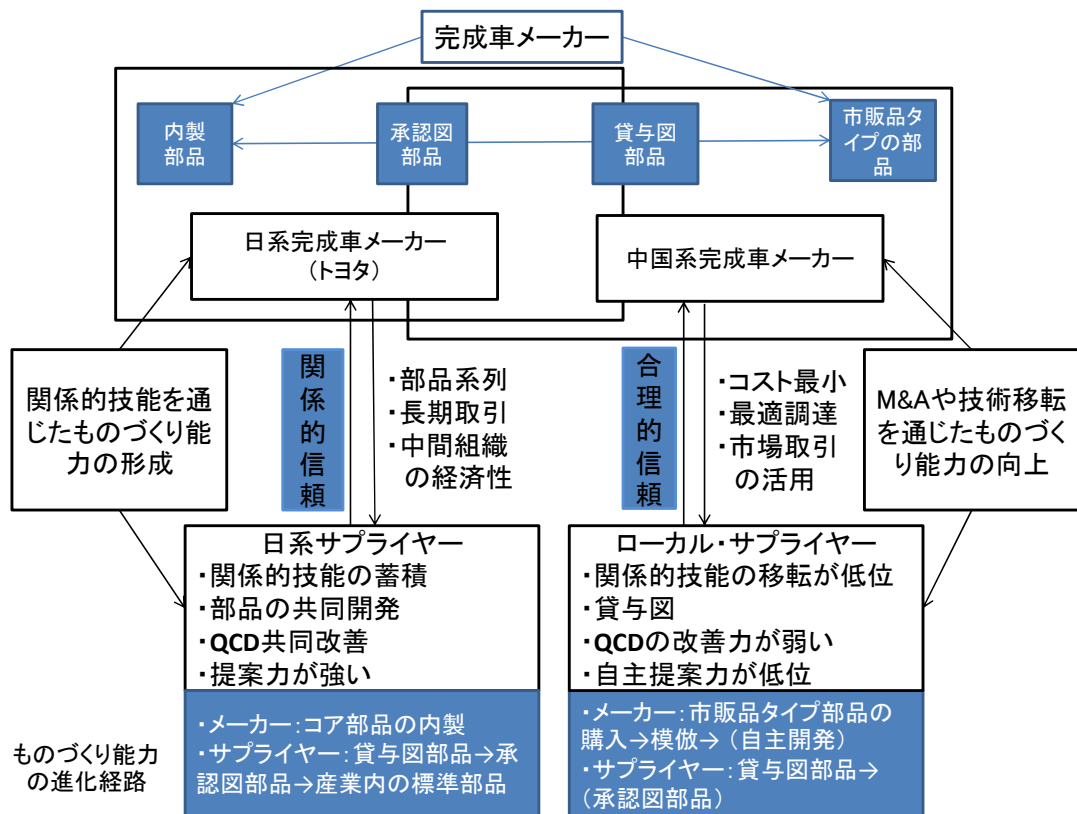 完成車メーカー
内製
部品
承認図
部品
貸与図
部品
市販品タ
イプの部
品
日系完成車メーカー
(トヨタ)
中国系完成車メーカー
関係的技能を通
じたものづくり能
力の形成
関係的信頼
・部品系列
・長期取引
・中間組織
の経済性
合理的信頼
・コスト最小
・最適調達
・市場取引
の活用
M&Aや技術移転
を通じたものづく
り能力の向上
日系サプライヤー
・関係的技能の蓄積
・部品の共同開発
・QCD共同改善
・提案力が強い
ローカル・サプライヤー
・関係的技能の移転が低位
・貸与図
・QCDの改善力が弱い
・自主提案力が低位
ものづくり能力
の進化経路
・メーカー:コア部品の内製
・サプライヤー:貸与図部品→承
認図部品→産業内の標準部品
・メーカー:市販品タイプ部品の
購入→模倣→(自主開発)
・サプライヤー:貸与図部品→
(承認図部品)